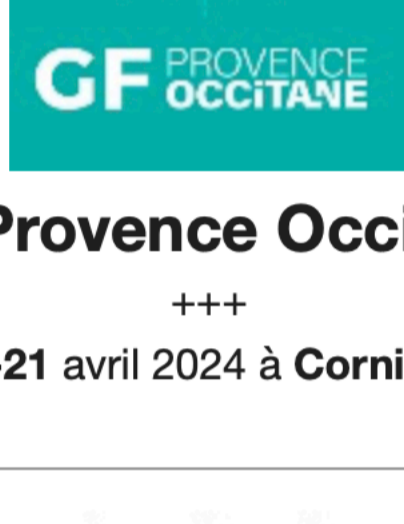 GF PROVENCE
OCCiTANE
Provence Occi
+++
-21 avril 2024 à Corni